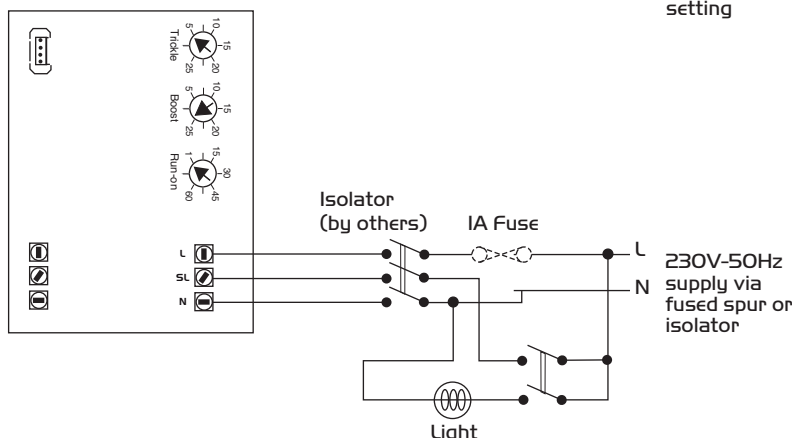 setting
5 10 15 20 25
Trickle
5 10 15 20 25
Boost
1 15 30 45 60
Run-on
Isolator
(by others)
1A Fuse
L
SL
N
L
N
230V-50Hz
supply via
fused spur or
isolator
Light